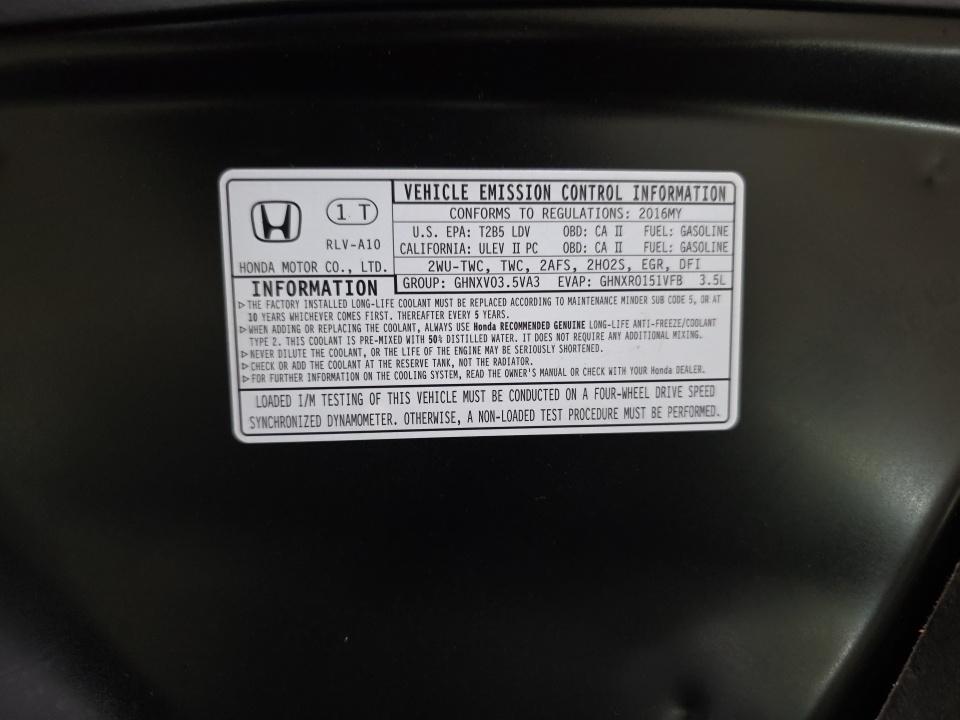 1 T
RLV-A10
HONDA MOTOR CO., LTD.
VEHICLE EMISSION CONTROL INFORMATION
CONFORMS TO REGULATIONS: 2016MY
U.S. EPA: T2B5 LDV OBD: CA II FUEL: GASOLINE
CALIFORNIA: ULEV II PC OBD: CA II FUEL: GASOLINE
2WU-TWC, TWC, 2AFS, 2HO2S, EGR, DFI
GROUP: GHNXV03.5VA3 EVAP: GHNXR0151VFB 3.5L
INFORMATION
▷THE FACTORY INSTALLED LONG-LIFE COOLANT MUST BE REPLACED ACCORDING TO MAINTENANCE MINDER SUB CODE 5, OR AT
10 YEARS WHICHEVER COMES FIRST. THEREAFTER EVERY 5 YEARS.
▷WHEN ADDING OR REPLACING THE COOLANT, ALWAYS USE Honda RECOMMENDED GENUINE LONG-LIFE ANTI-FREEZE/COOLANT
TYPE 2. THIS COOLANT IS PRE-MIXED WITH 50% DISTILLED WATER. IT DOES NOT REQUIRE ANY ADDITIONAL MIXING.
▷NEVER DILUTE THE COOLANT, OR THE LIFE OF THE ENGINE MAY BE SERIOUSLY SHORTENED.
▷CHECK OR ADD THE COOLANT AT THE RESERVE TANK, NOT THE RADIATOR.
▷FOR FURTHER INFORMATION ON THE COOLING SYSTEM, READ THE OWNER'S MANUAL OR CHECK WITH YOUR Honda DEALER.
LOADED I/M TESTING OF THIS VEHICLE MUST BE CONDUCTED ON A FOUR-WHEEL DRIVE SPEED
SYNCHRONIZED DYNAMOMETER. OTHERWISE, A NON-LOADED TEST PROCEDURE MUST BE PERFORMED.